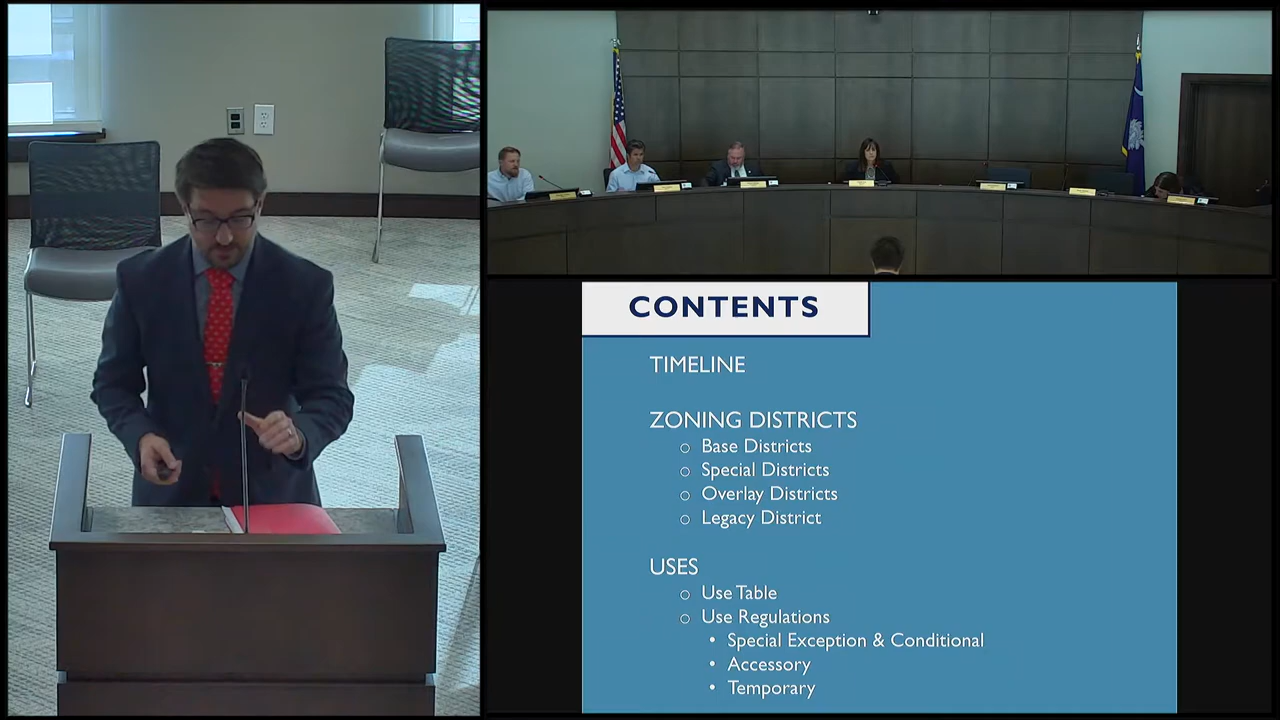 CONTENTS
TIMELINE
ZONING DISTRICTS
Base Districts
Special Districts
Overlay Districts
Legacy District
USES
Use Table
Use Regulations
Special Exception & Conditional
Accessory
Temporary